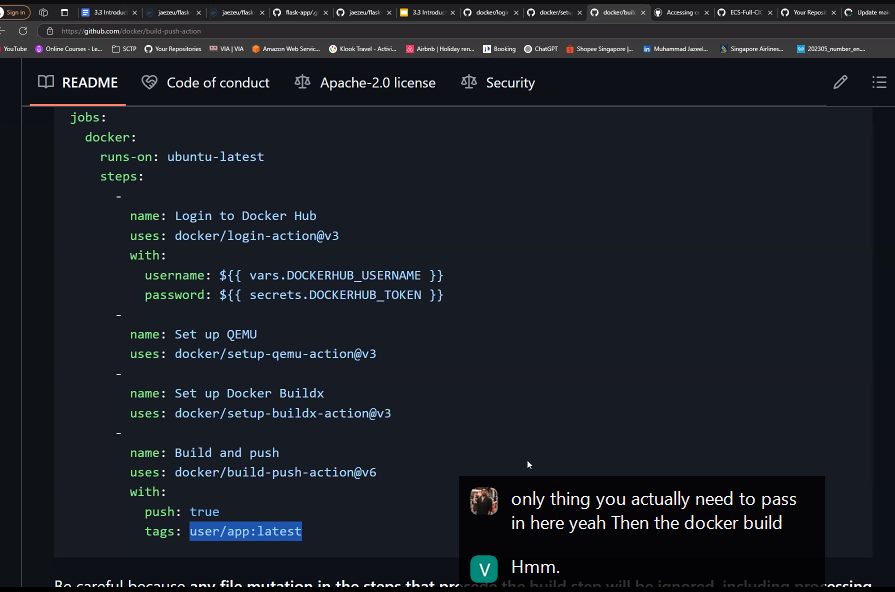 Sign in
3.3 Introduc
jaezeu/flas
jaezeu/flas
flask-app/.g
jaezeu/flas
3.3 Introduc
docker/logi
docker/setu
docker/buil
Accessing c
ECS-Full-CI
Your Reposi
Update mai
https://github.com/docker/build-push-action
YouTube
Online Courses - Le...
SCTP
Your Repositories
VIA | VIA
Amazon Web Servic...
Klook Travel - Activi...
Airbnb | Holiday ren...
Booking
ChatGPT
Shopee Singapore |...
Muhammad Jazeel...
Singapore Airlines...
202305_number_en....
README
Code of conduct
Apache-2.0 license
Security
jobs:
docker:
runs-on: ubuntu-latest
steps:
-
name: Login to Docker Hub
uses: docker/login-action@v3
with:
username: ${{ vars.DOCKERHUB_USERNAME }}
password: ${{ secrets.DOCKERHUB_TOKEN }}
-
name: Set up QEMU
uses: docker/setup-qemu-action@v3
-
name: Set up Docker Buildx
uses: docker/setup-buildx-action@v3
-
name: Build and push
uses: docker/build-push-action@v6
with:
push: true
tags: user/app:latest
only thing you actually need to pass
in here yeah Then the docker build
V
Hmm.
Be careful because any file mutation in the steps that precede the build step will be ignored, including processing